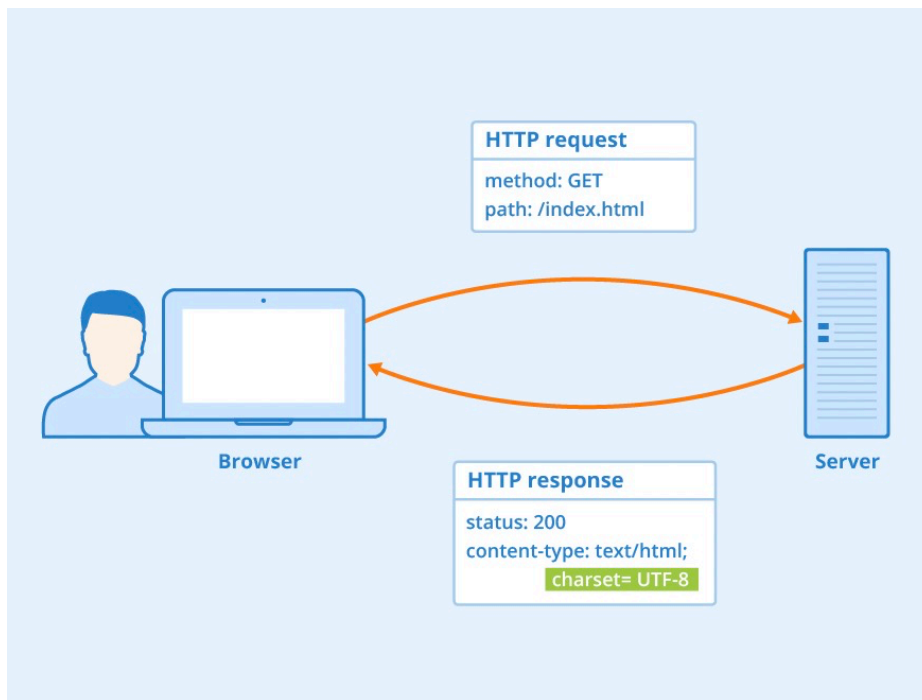 HTTP request
method: GET
path: /index.html
Browser
Server
HTTP response
status: 200
content-type: text/html;
charset= UTF-8